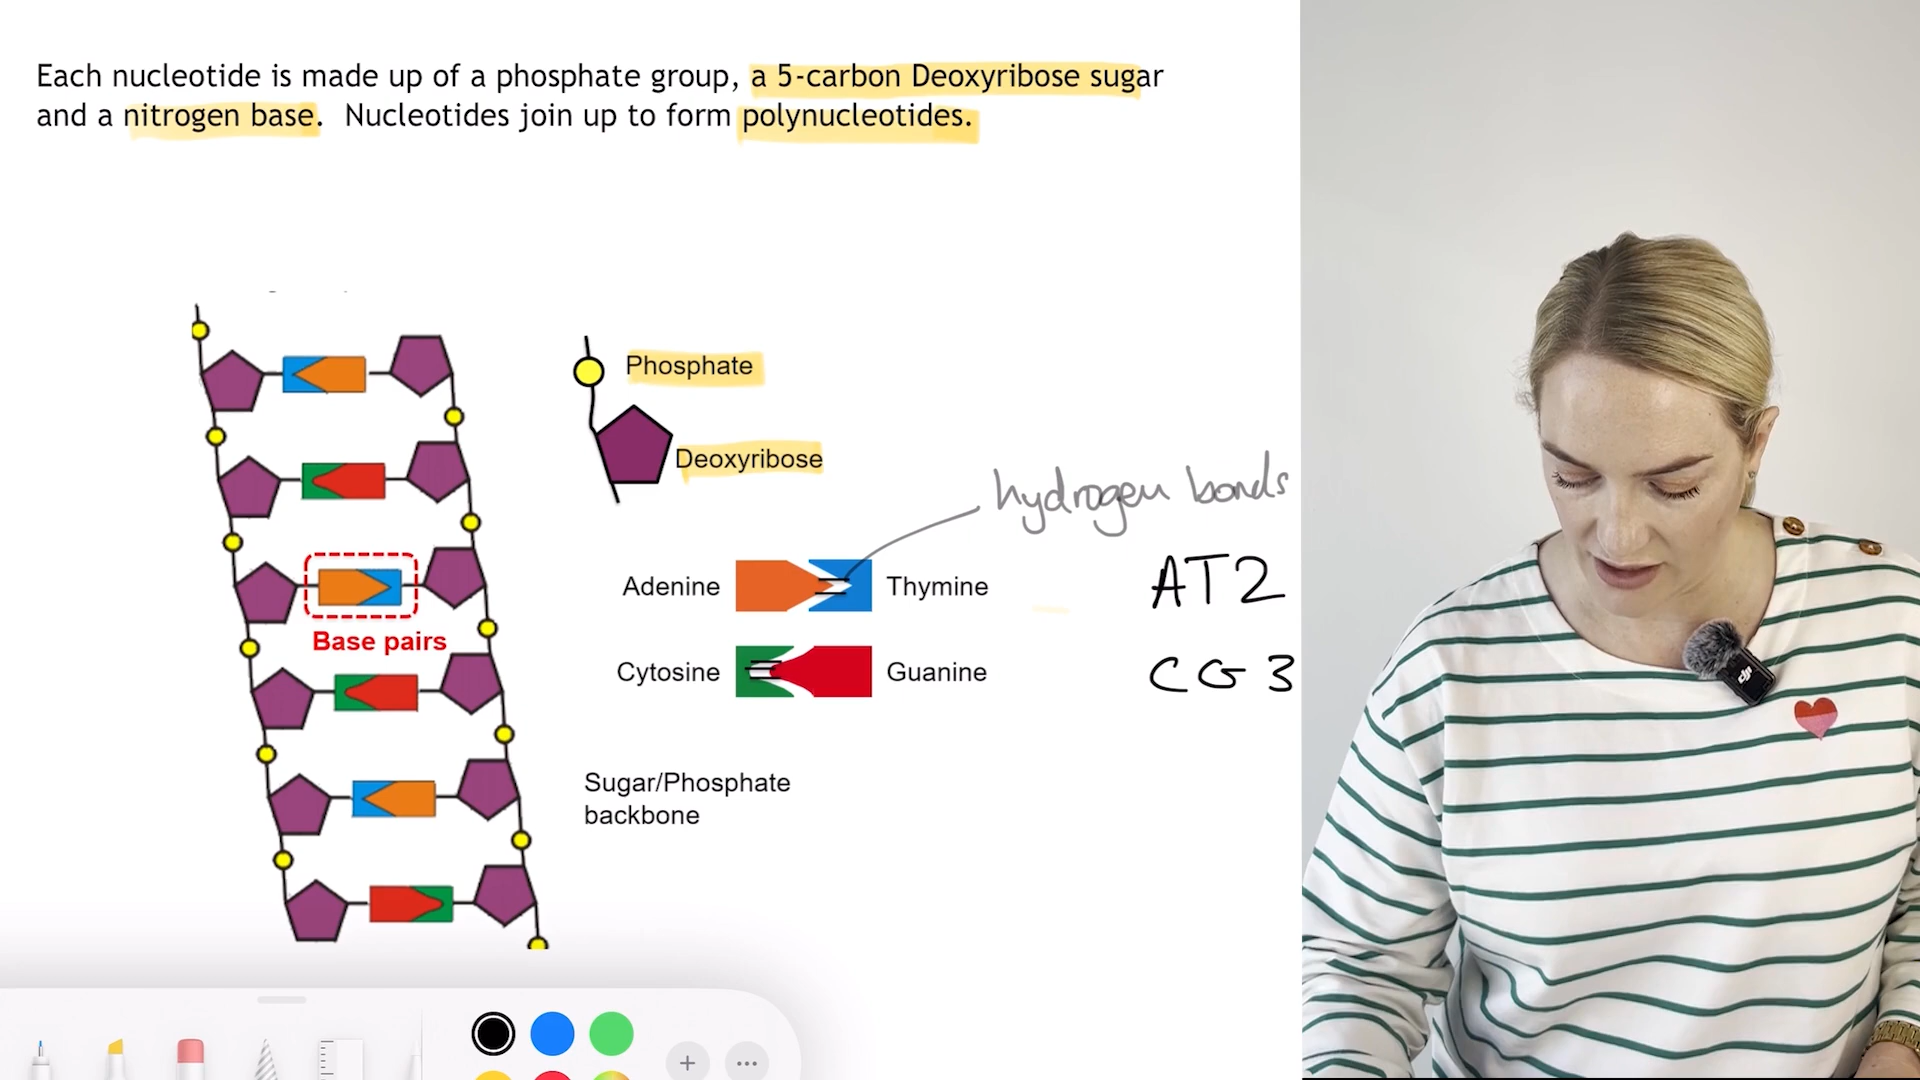 Each nucleotide is made up of a phosphate group, a 5-carbon Deoxyribose sugar
and a nitrogen base. Nucleotides join up to form polynucleotides.
Phosphate
Deoxyribose
hydrogen bonds
Adenine
Thymine
AT2
Base pairs
Cytosine
Guanine
CG3
Sugar/Phosphate
backbone
dji